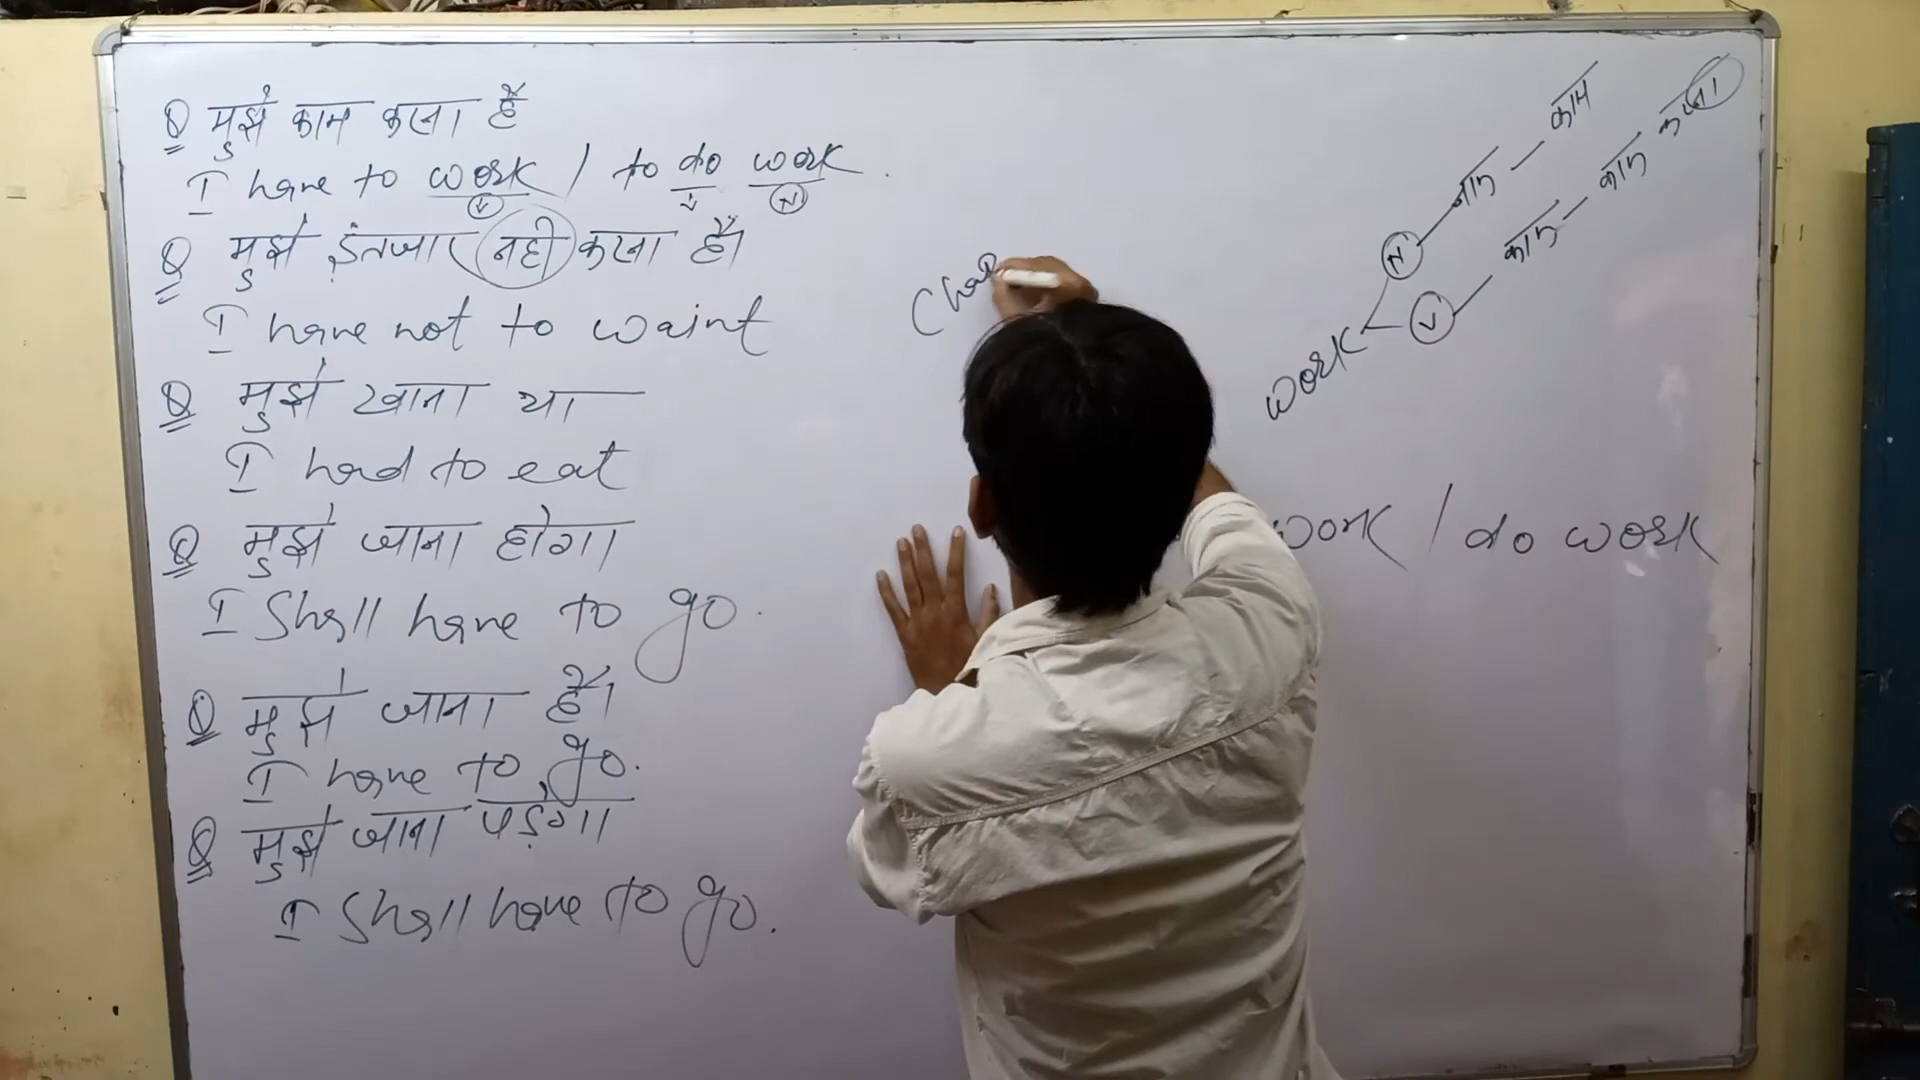 Q मुझे काम करना है
I have to work / to do work.
V V N
Q मुझे इंतजार नही करना है।
I have not to waint
Q मुझे खाना था
I had to eat
Q मुझे जाना होगा
I Shall have to go.
Q मुझे जाना है।
I have to go.
Q मुझे जाना पड़ेगा
I Shall have to go.
Cha
work
N नाम काम
V काम काम करना
work / do work